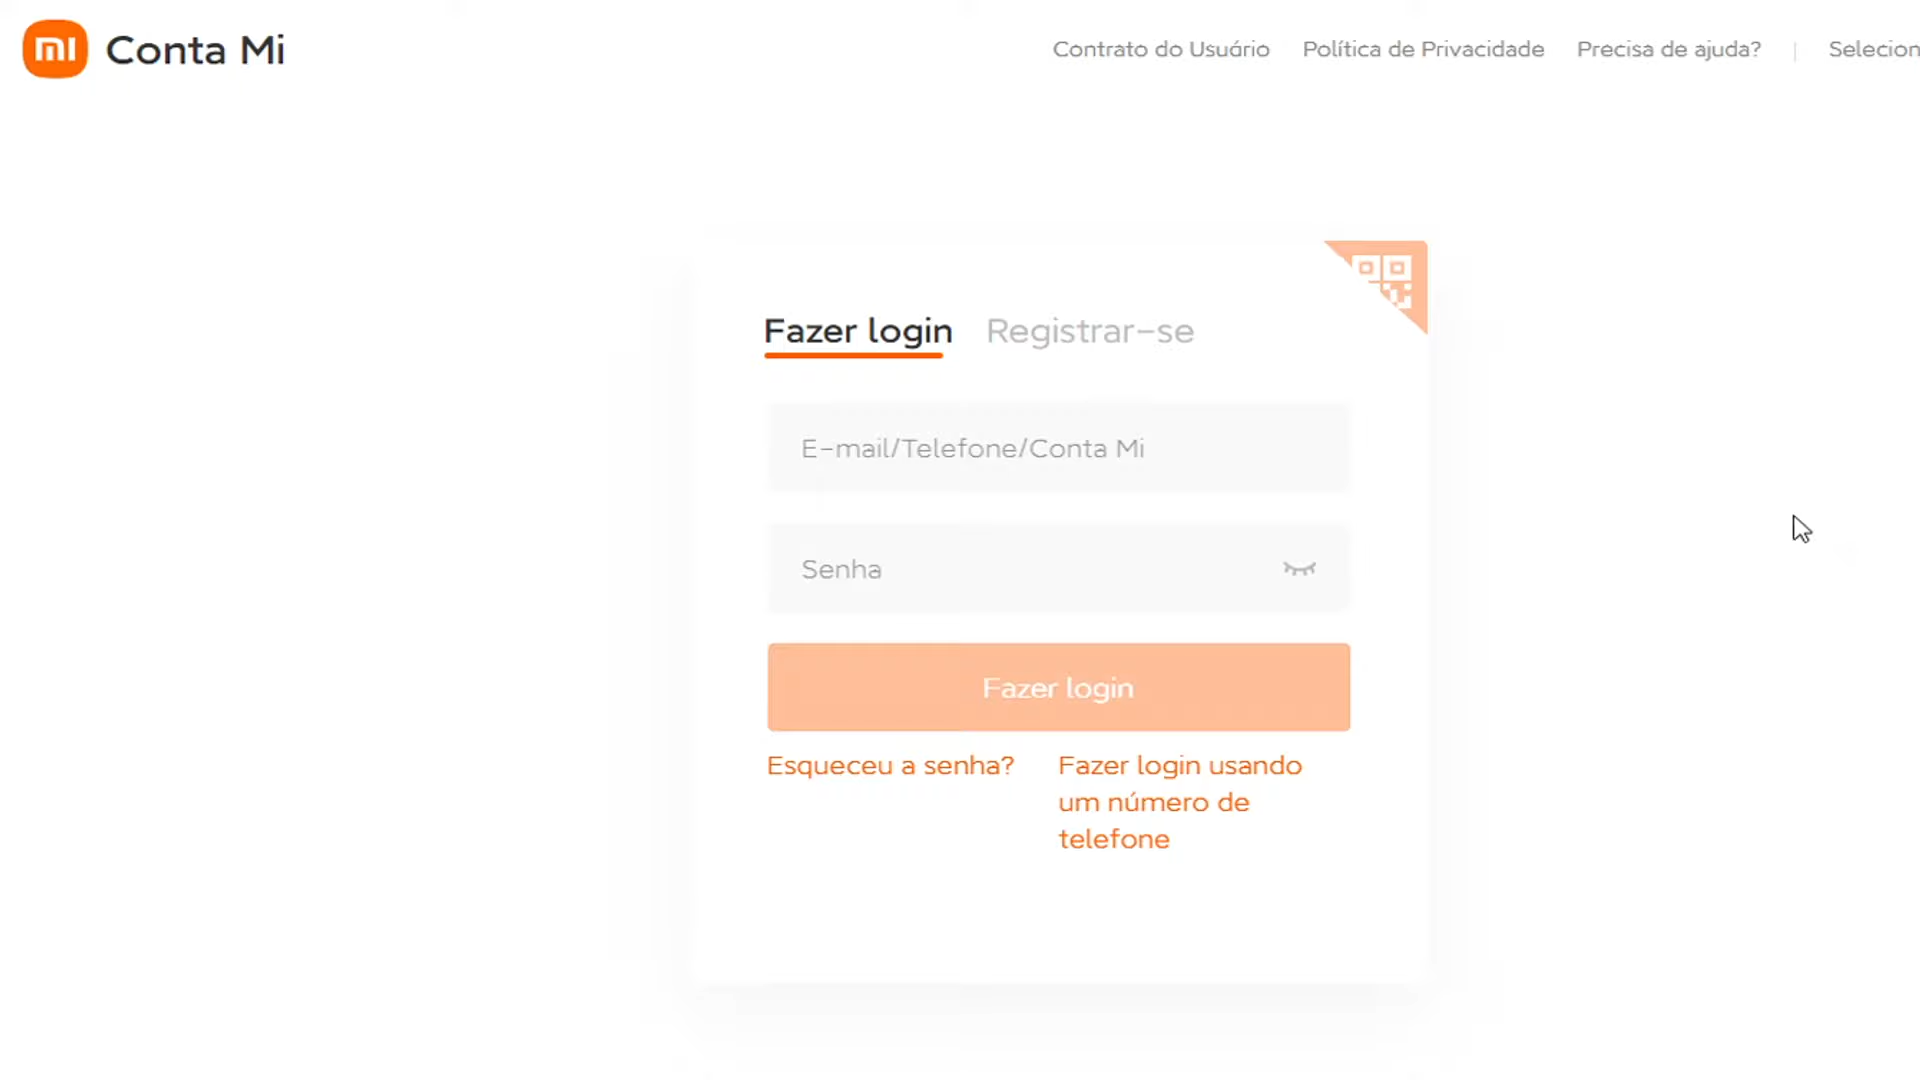 mi Conta Mi
Contrato do Usuário Política de Privacidade Precisa de ajuda? | Selecion
Fazer login Registrar-se
E-mail/Telefone/Conta Mi
Senha
Fazer login
Esqueceu a senha? Fazer login usando
um número de
telefone